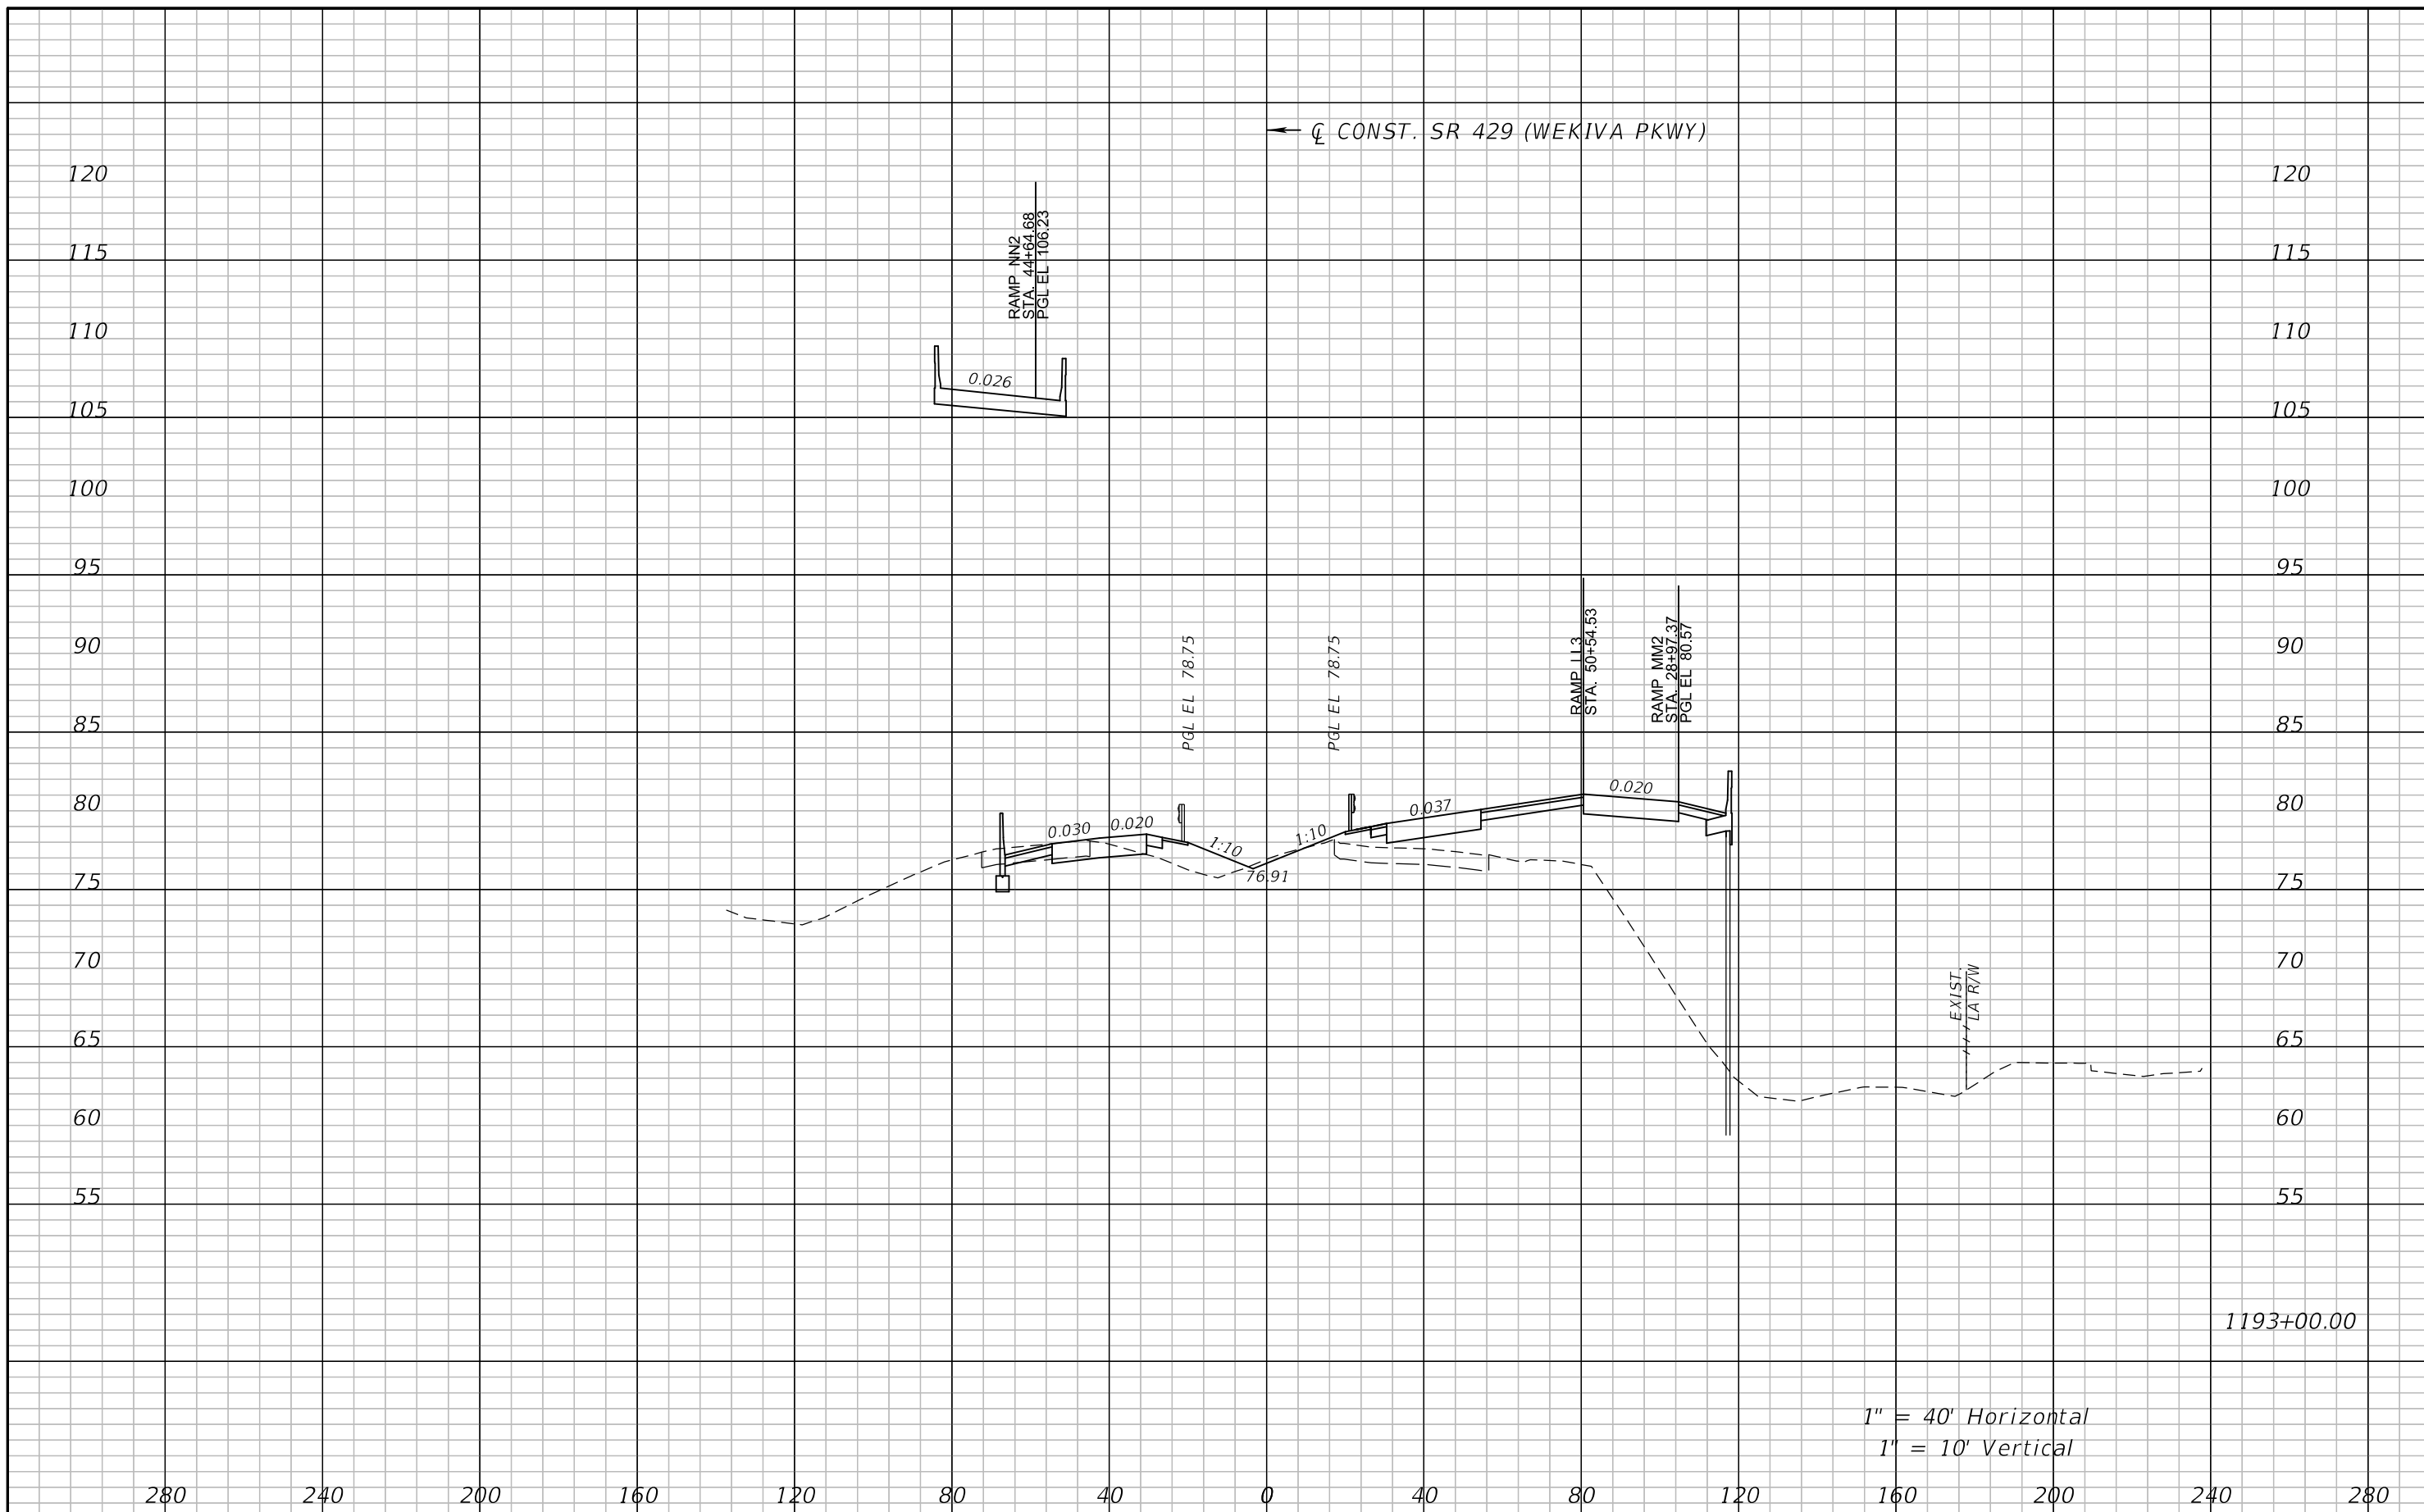 ℄ CONST. SR 429 (WEKIVA PKWY)
120 120
RAMP NN2
STA. 44+64.68
PGL EL 106.23
115 115
110 110
0.026
105 105
100 100
95 95
90 90
PGL EL 78.75
PGL EL 78.75
RAMP LL3
STA. 50+54.53
RAMP MM2
STA. 28+97.37
PGL EL 80.57
85 85
80 80
0.030
0.020
1:10
1:10
0.037
0.020
76.91
75 75
70 70
EXIST.
LA R/W
65 65
60 60
55 55
1193+00.00
1" = 40' Horizontal
1" = 10' Vertical
280 240 200 160 120 80 40 0 40 80 120 160 200 240 280